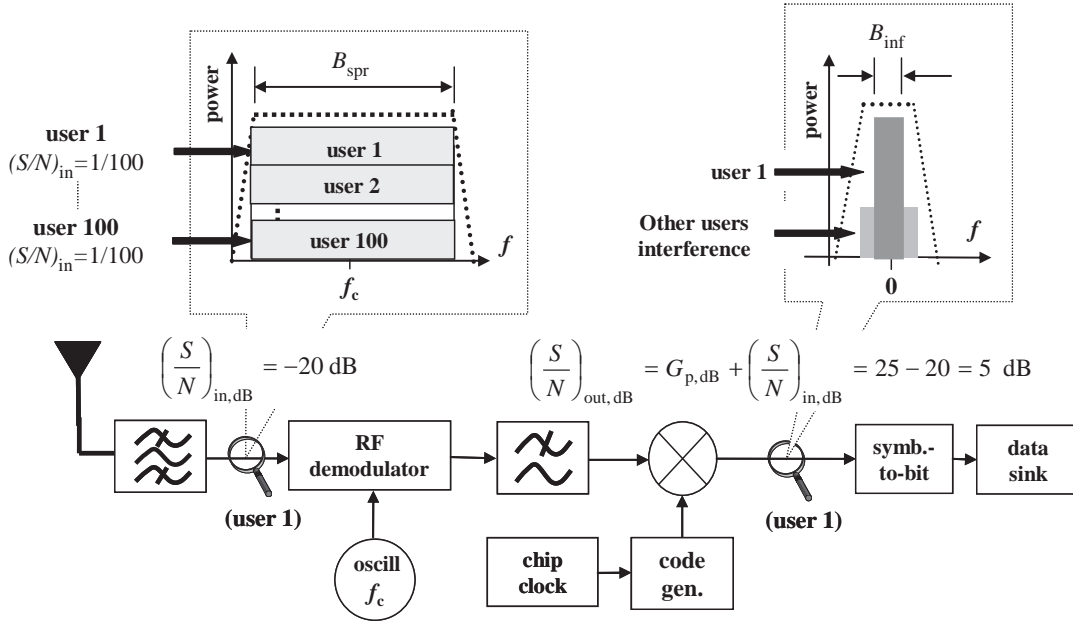 B_spr
power
user 1
(S/N)_in=1/100
user 1
user 2
user 100
(S/N)_in=1/100
user 100
f
f_c
B_inf
power
user 1
Other users
interference
f
0
(S/N)_in,dB = −20 dB
(S/N)_out,dB = G_p,dB + (S/N)_in,dB = 25 − 20 = 5 dB
RF
demodulator
symb.-
to-bit
data
sink
(user 1)
(user 1)
oscill
f_c
chip
clock
code
gen.